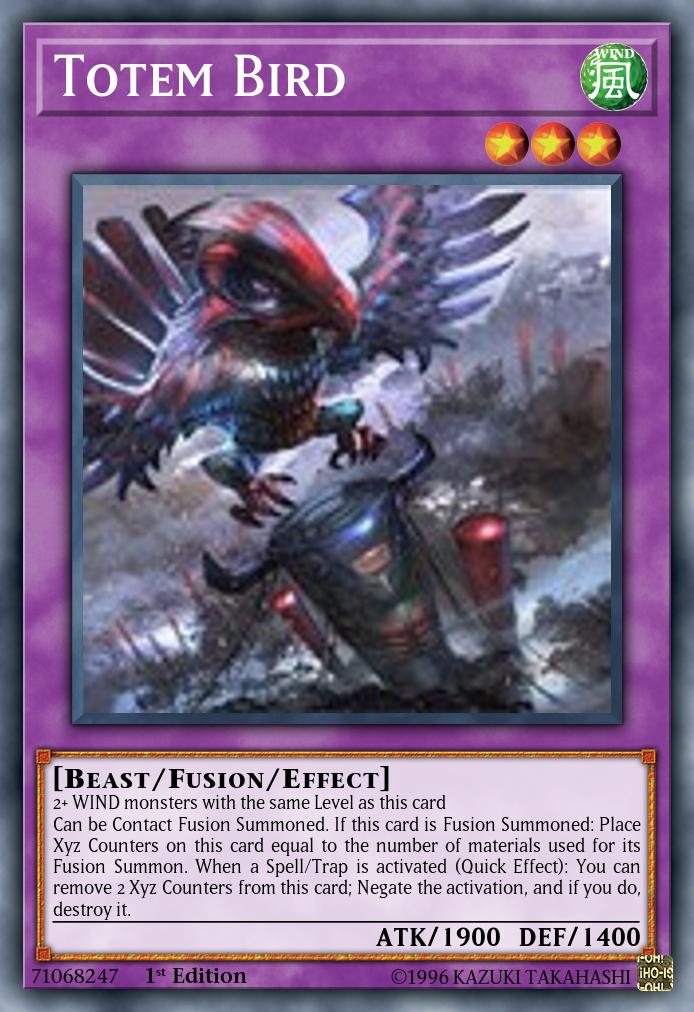 TOTEM BIRD
WIND
風
[BEAST/FUSION/EFFECT]
2+ WIND monsters with the same Level as this card
Can be Contact Fusion Summoned. If this card is Fusion Summoned: Place
Xyz Counters on this card equal to the number of materials used for its
Fusion Summon. When a Spell/Trap is activated (Quick Effect): You can
remove 2 Xyz Counters from this card; Negate the activation, and if you do,
destroy it.
ATK/1900 DEF/1400
71068247 1st Edition ©1996 KAZUKI TAKAHASHI